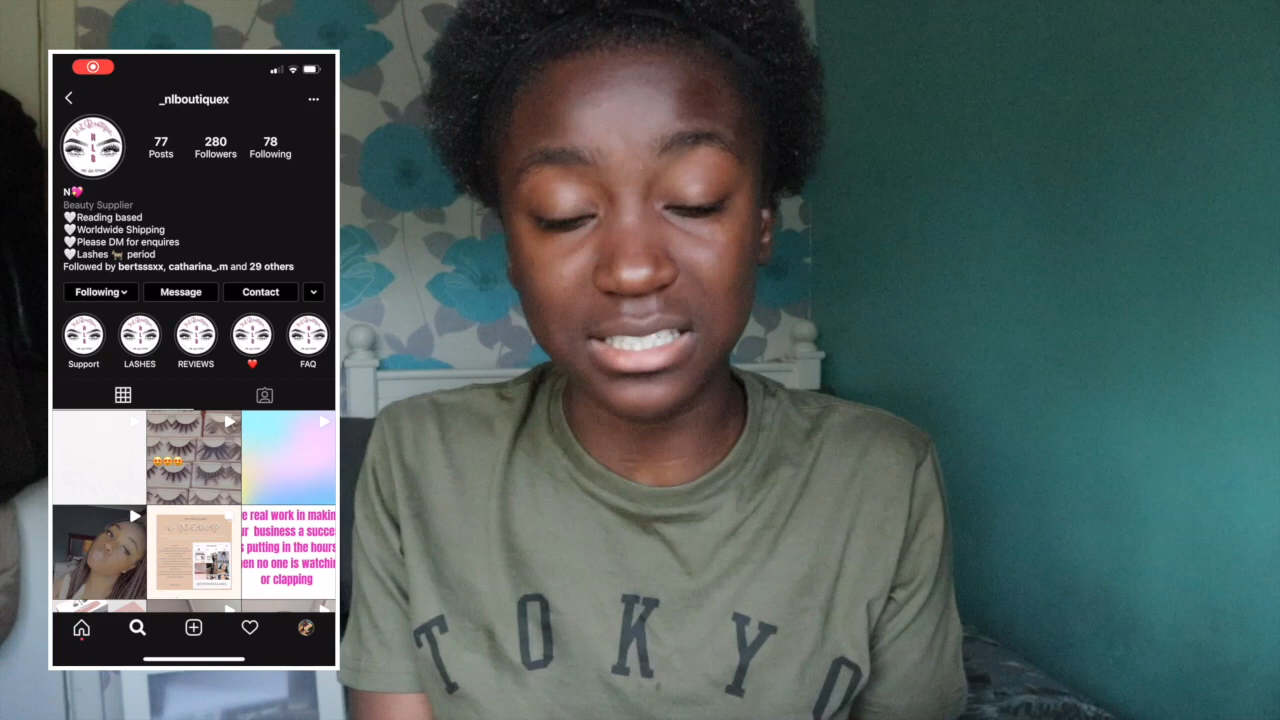 _nlboutiquex
77
280
78
Posts
Followers
Following
N💖
Beauty Supplier
🤍Reading based
🤍Worldwide Shipping
🤍Please DM for enquires
🤍Lashes 🐐 period
Followed by bertsssxx, catharina_.m and 29 others
Following
Message
Contact
N L B
Support
LASHES
REVIEWS
❤️
FAQ
😍😍😍
e real work in makin
ur business a succe
s putting in the hours
en no one is watchin
or clapping
TOKYO